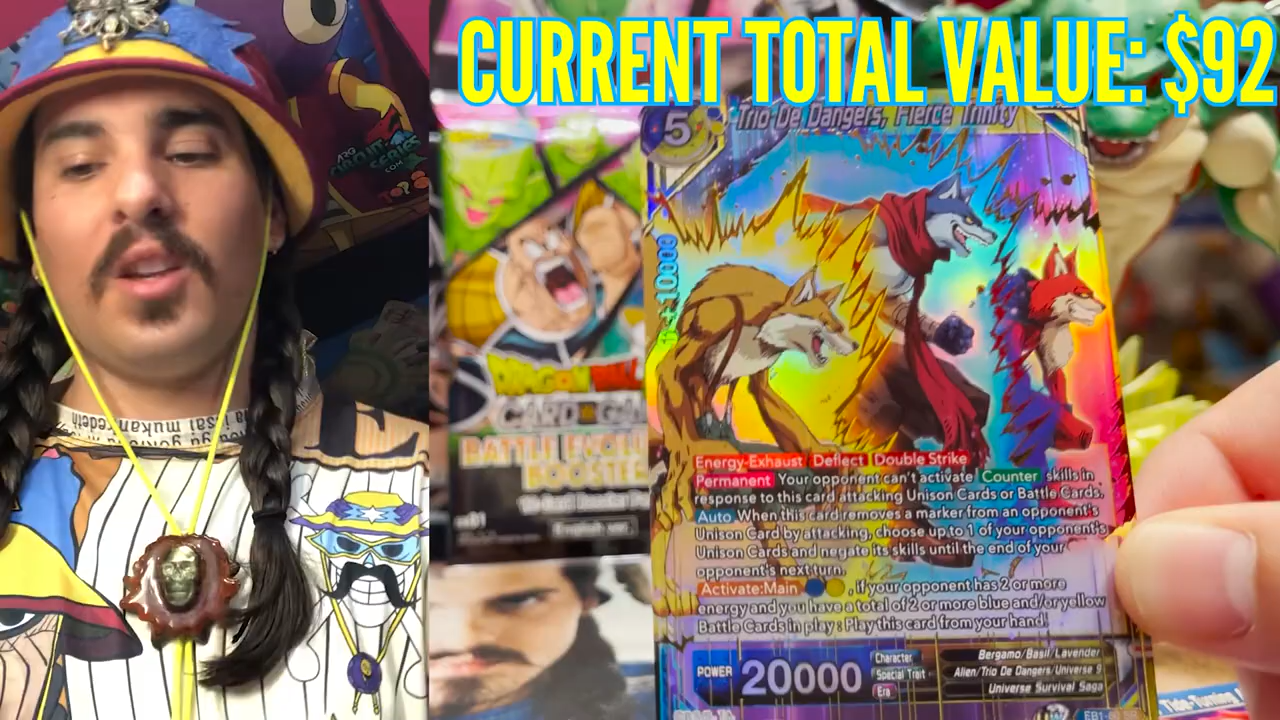 CURRENT TOTAL VALUE: $92
ARG
CIRCUIT
SERIES
.COM
5
Trio De Dangers, Fierce Trinity
+10000
DRAGON BALL
BATTLE EVOLU
BOOSTER
Energy-Exhaust Deflect Double Strike
Permanent Your opponent can't activate Counter skills in
response to this card attacking Unison Cards or Battle Cards.
Auto When this card removes a marker from an opponent's
Unison Card by attacking, choose up to 1 of your opponent's
Unison Cards and negate its skills until the end of your
opponent's next turn.
Activate:Main , if your opponent has 2 or more
energy and you have a total of 2 or more blue and/or yellow
Battle Cards in play : Play this card from your hand.
POWER 20000
Character Bergamo/Basil/Lavender
Special Trait Alien/Trio De Dangers/Universe 9
Era Universe Survival Saga